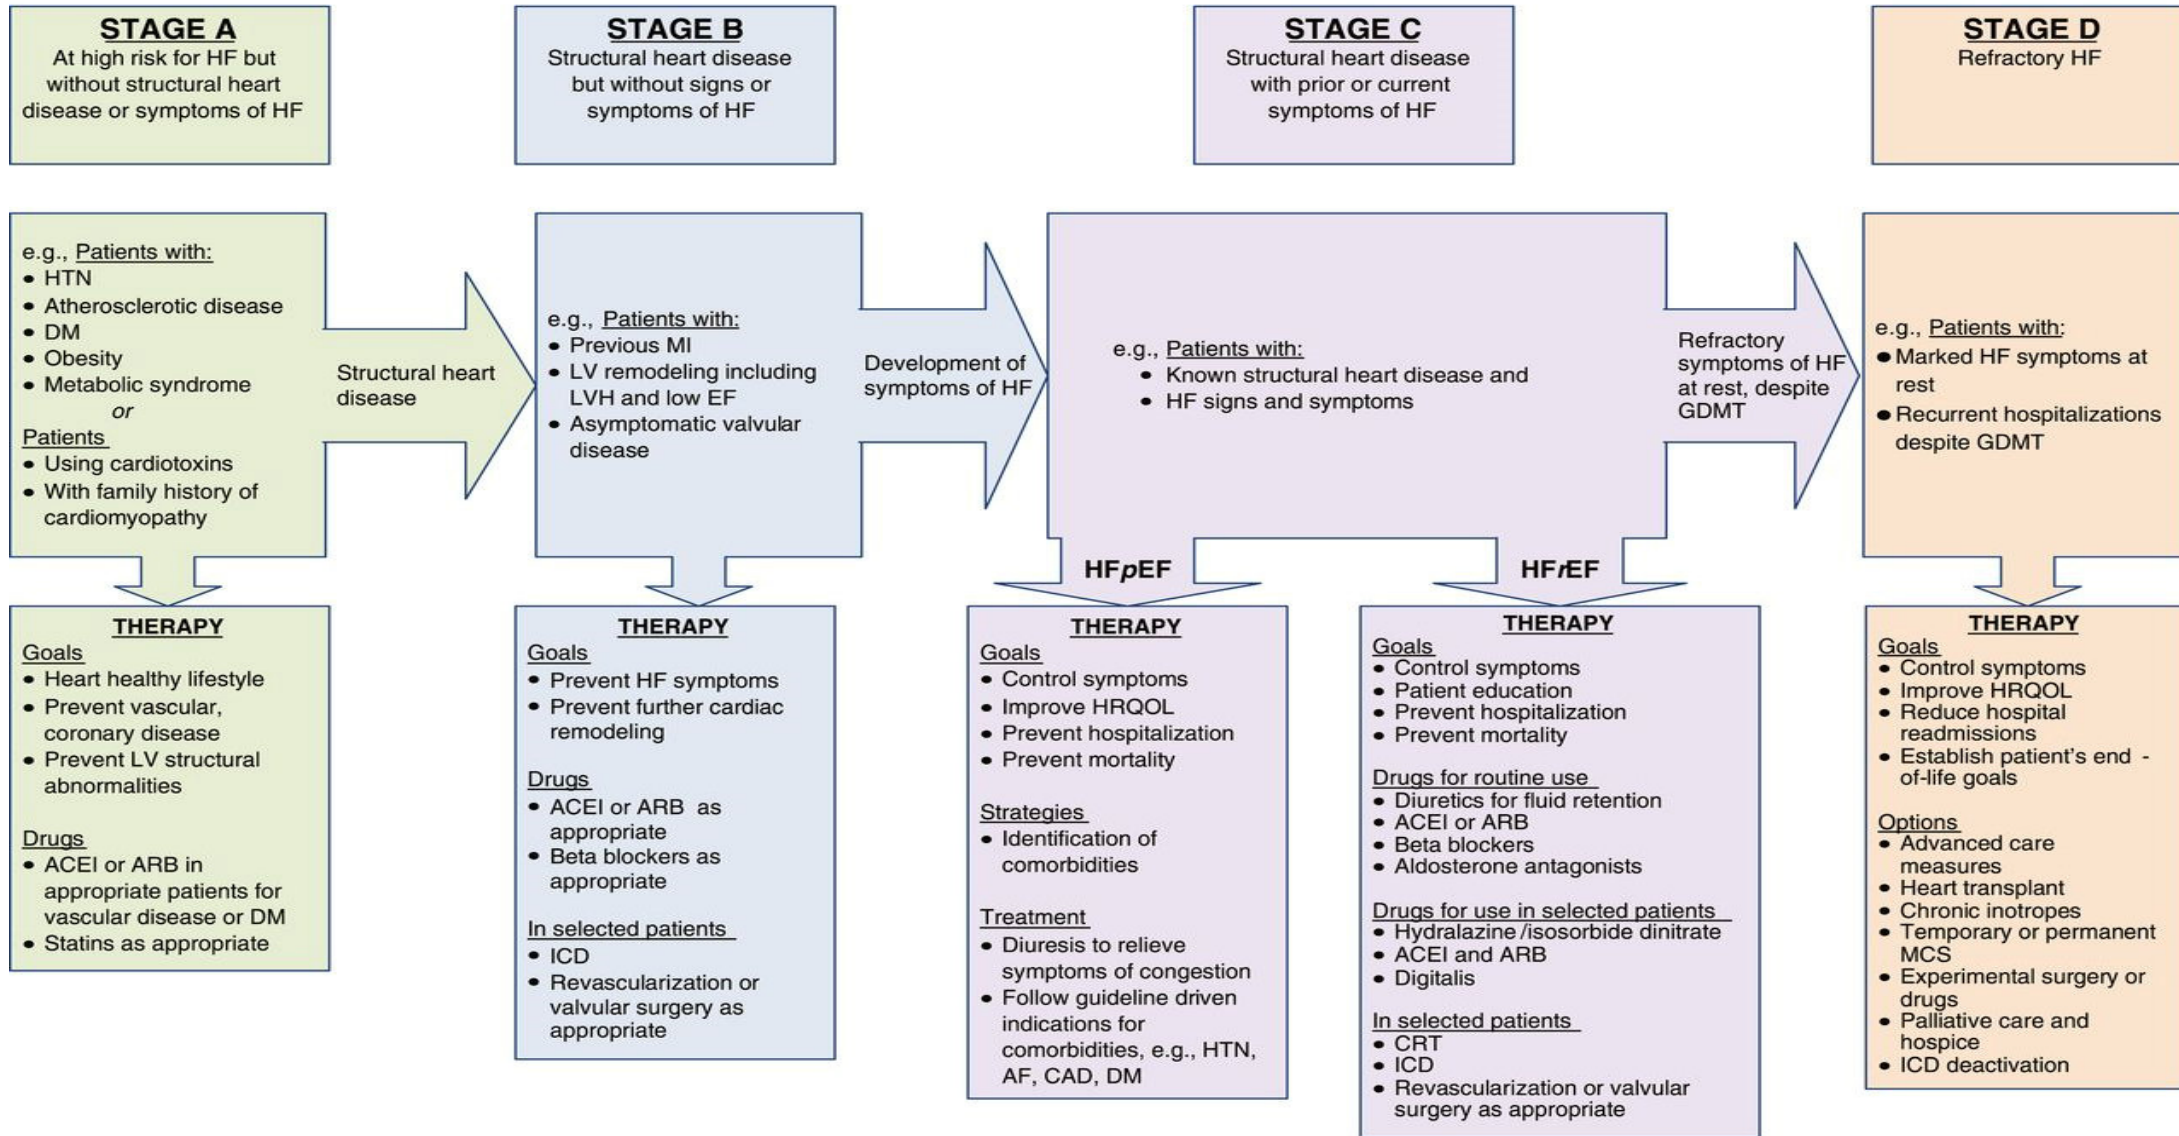 STAGE A
At high risk for HF but
without structural heart
disease or symptoms of HF
STAGE B
Structural heart disease
but without signs or
symptoms of HF
STAGE C
Structural heart disease
with prior or current
symptoms of HF
STAGE D
Refractory HF
e.g., Patients with:
• HTN
• Atherosclerotic disease
• DM
• Obesity
• Metabolic syndrome
or
Patients
• Using cardiotoxins
• With family history of
cardiomyopathy
Structural heart
disease
e.g., Patients with:
• Previous MI
• LV remodeling including
LVH and low EF
• Asymptomatic valvular
disease
Development of
symptoms of HF
e.g., Patients with:
• Known structural heart disease and
• HF signs and symptoms
Refractory
symptoms of HF
at rest, despite
GDMT
e.g., Patients with:
• Marked HF symptoms at
rest
• Recurrent hospitalizations
despite GDMT
HFpEF
HFrEF
THERAPY
Goals
• Heart healthy lifestyle
• Prevent vascular,
coronary disease
• Prevent LV structural
abnormalities
Drugs
• ACEI or ARB in
appropriate patients for
vascular disease or DM
• Statins as appropriate
THERAPY
Goals
• Prevent HF symptoms
• Prevent further cardiac
remodeling
Drugs
• ACEI or ARB as
appropriate
• Beta blockers as
appropriate
In selected patients
• ICD
• Revascularization or
valvular surgery as
appropriate
THERAPY
Goals
• Control symptoms
• Improve HRQOL
• Prevent hospitalization
• Prevent mortality
Strategies
• Identification of
comorbidities
Treatment
• Diuresis to relieve
symptoms of congestion
• Follow guideline driven
indications for
comorbidities, e.g., HTN,
AF, CAD, DM
THERAPY
Goals
• Control symptoms
• Patient education
• Prevent hospitalization
• Prevent mortality
Drugs for routine use
• Diuretics for fluid retention
• ACEI or ARB
• Beta blockers
• Aldosterone antagonists
Drugs for use in selected patients
• Hydralazine/isosorbide dinitrate
• ACEI and ARB
• Digitalis
In selected patients
• CRT
• ICD
• Revascularization or valvular
surgery as appropriate
THERAPY
Goals
• Control symptoms
• Improve HRQOL
• Reduce hospital
readmissions
• Establish patient's end -
of-life goals
Options
• Advanced care
measures
• Heart transplant
• Chronic inotropes
• Temporary or permanent
MCS
• Experimental surgery or
drugs
• Palliative care and
hospice
• ICD deactivation